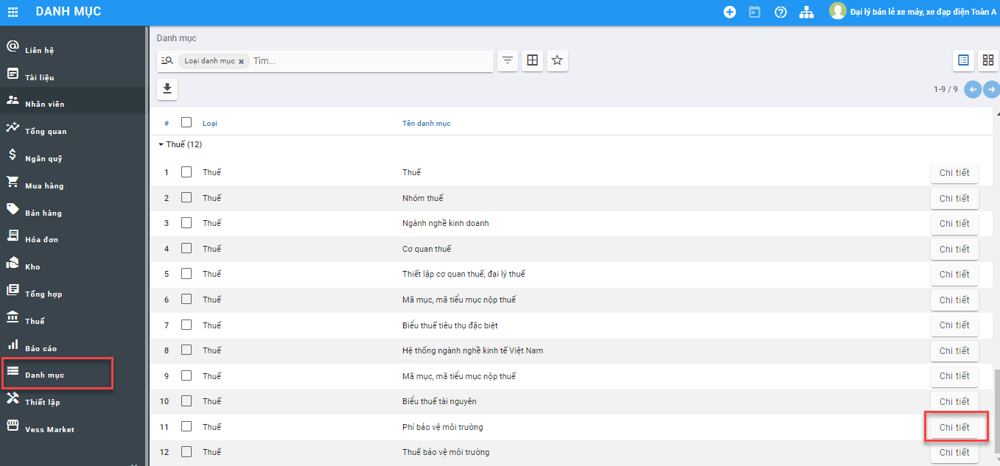 DANH MỤC
Đại lý bán lẻ xe máy, xe đạp điện Toàn A
Liên hệ
Tài liệu
Nhân viên
Tổng quan
Ngân quỹ
Mua hàng
Bán hàng
Hóa đơn
Kho
Tổng hợp
Thuế
Báo cáo
Danh mục
Thiết lập
Vess Market
Danh mục
Loại danh mục × Tìm...
1-9 / 9
# Loại Tên danh mục
Thuế (12)
1 Thuế Thuế Chi tiết
2 Thuế Nhóm thuế Chi tiết
3 Thuế Ngành nghề kinh doanh Chi tiết
4 Thuế Cơ quan thuế Chi tiết
5 Thuế Thiết lập cơ quan thuế, đại lý thuế Chi tiết
6 Thuế Mã mục, mã tiểu mục nộp thuế Chi tiết
7 Thuế Biểu thuế tiêu thụ đặc biệt Chi tiết
8 Thuế Hệ thống ngành nghề kinh tế Việt Nam Chi tiết
9 Thuế Mã mục, mã tiểu mục nộp thuế Chi tiết
10 Thuế Biểu thuế tài nguyên Chi tiết
11 Thuế Phí bảo vệ môi trường Chi tiết
12 Thuế Thuế bảo vệ môi trường Chi tiết